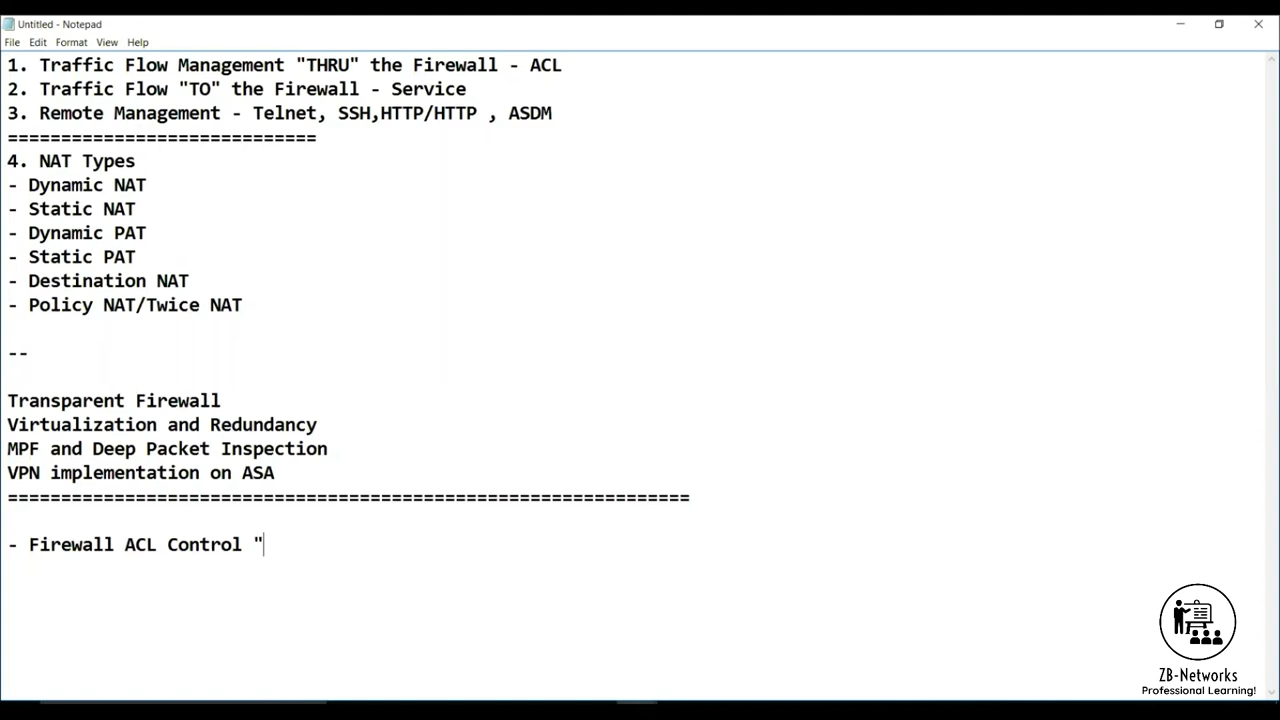 Untitled - Notepad
File Edit Format View Help
1. Traffic Flow Management "THRU" the Firewall - ACL
2. Traffic Flow "TO" the Firewall - Service
3. Remote Management - Telnet, SSH,HTTP/HTTP , ASDM
=============================
4. NAT Types
- Dynamic NAT
- Static NAT
- Dynamic PAT
- Static PAT
- Destination NAT
- Policy NAT/Twice NAT
--
Transparent Firewall
Virtualization and Redundancy
MPF and Deep Packet Inspection
VPN implementation on ASA
================================================================
- Firewall ACL Control "
ZB-Networks
Professional Learning!